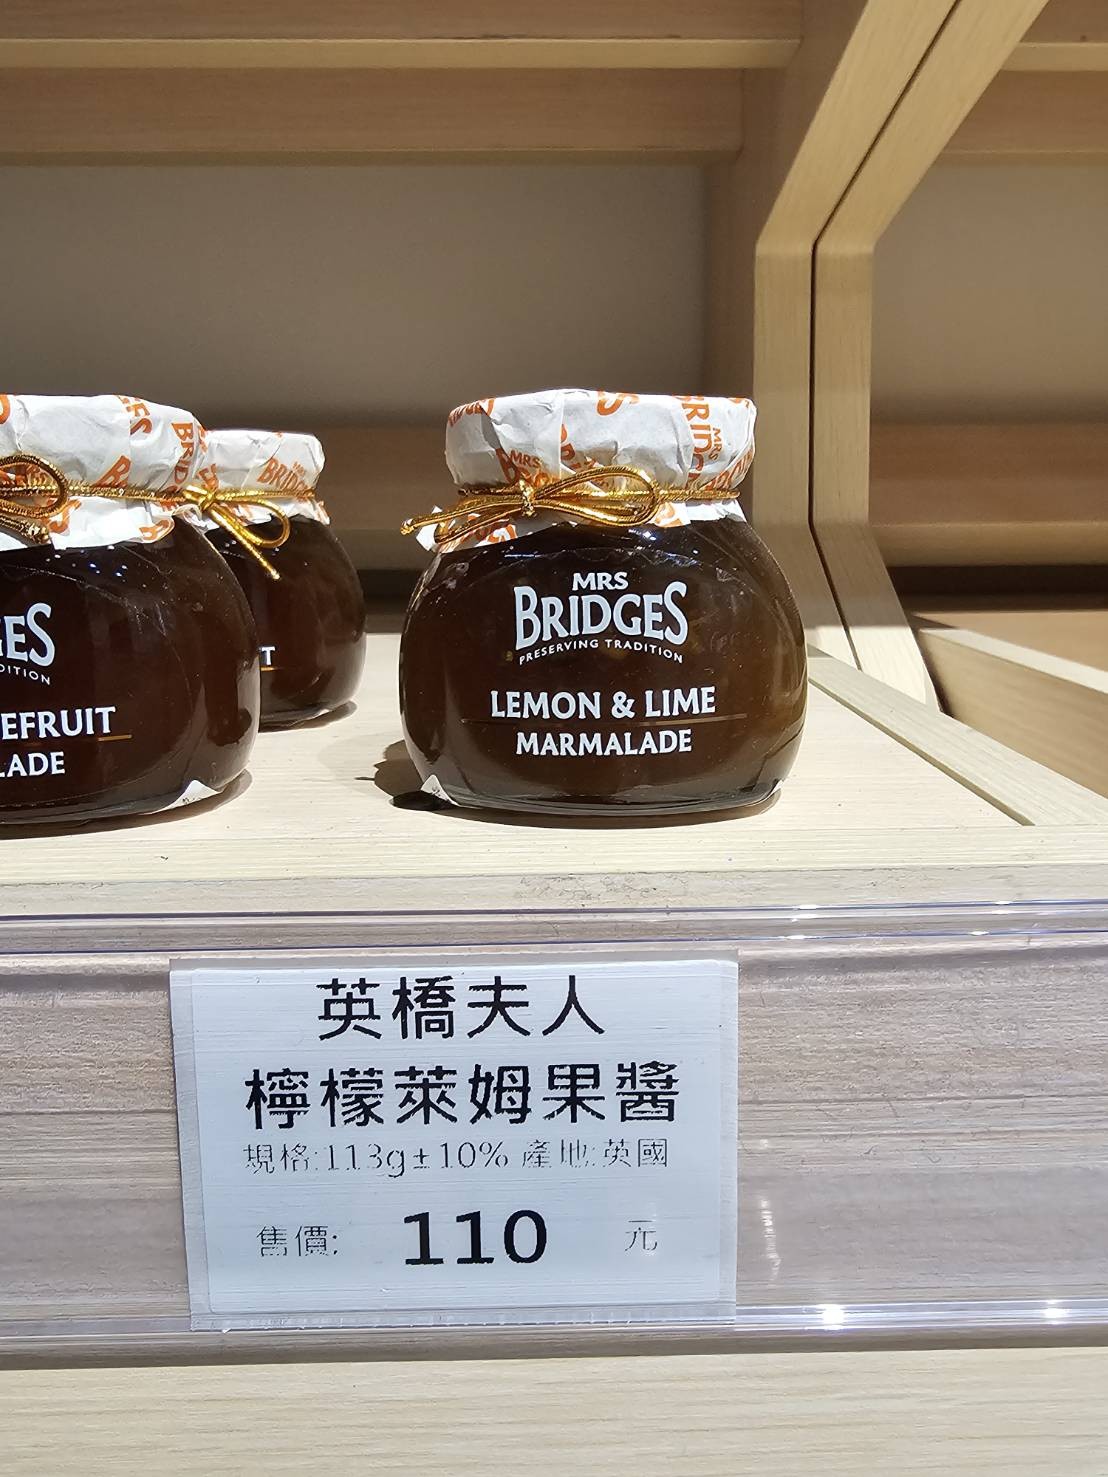 MRS
BRIDGES
PRESERVING TRADITION
LEMON & LIME
MARMALADE
英橋夫人
檸檬萊姆果醬
規格:113g±10% 產地:英國
售價: 110 元